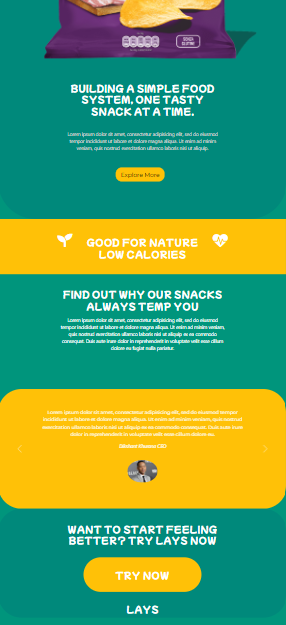 SENZA
GLUTINE
BUILDING A SIMPLE FOOD
SYSTEM, ONE TASTY
SNACK AT A TIME.
Lorem ipsum dolor sit amet, consectetur adipisicing elit, sed do eiusmod
tempor incididunt ut labore et dolore magna aliqua. Ut enim ad minim
veniam, quis nostrud exercitation ullamco laboris nisi ut aliquip.
Explore More
GOOD FOR NATURE
LOW CALORIES
FIND OUT WHY OUR SNACKS
ALWAYS TEMP YOU
Lorem ipsum dolor sit amet, consectetur adipisicing elit, sed do eiusmod
tempor incididunt ut labore et dolore magna aliqua. Ut enim ad minim veniam,
quis nostrud exercitation ullamco laboris nisi ut aliquip ex ea commodo
consequat. Duis aute irure dolor in reprehenderit in voluptate velit esse cillum
dolore eu fugiat nulla pariatur.
Lorem ipsum dolor sit amet, consectetur adipisicing elit, sed do eiusmod tempor
incididunt ut labore et dolore magna aliqua. Ut enim ad minim veniam, quis nostrud
exercitation ullamco laboris nisi ut aliquip ex ea commodo consequat. Duis aute irure
dolor in reprehenderit in voluptate velit esse cillum dolore eu.
CEO
WANT TO START FEELING
BETTER? TRY LAYS NOW
TRY NOW
LAYS